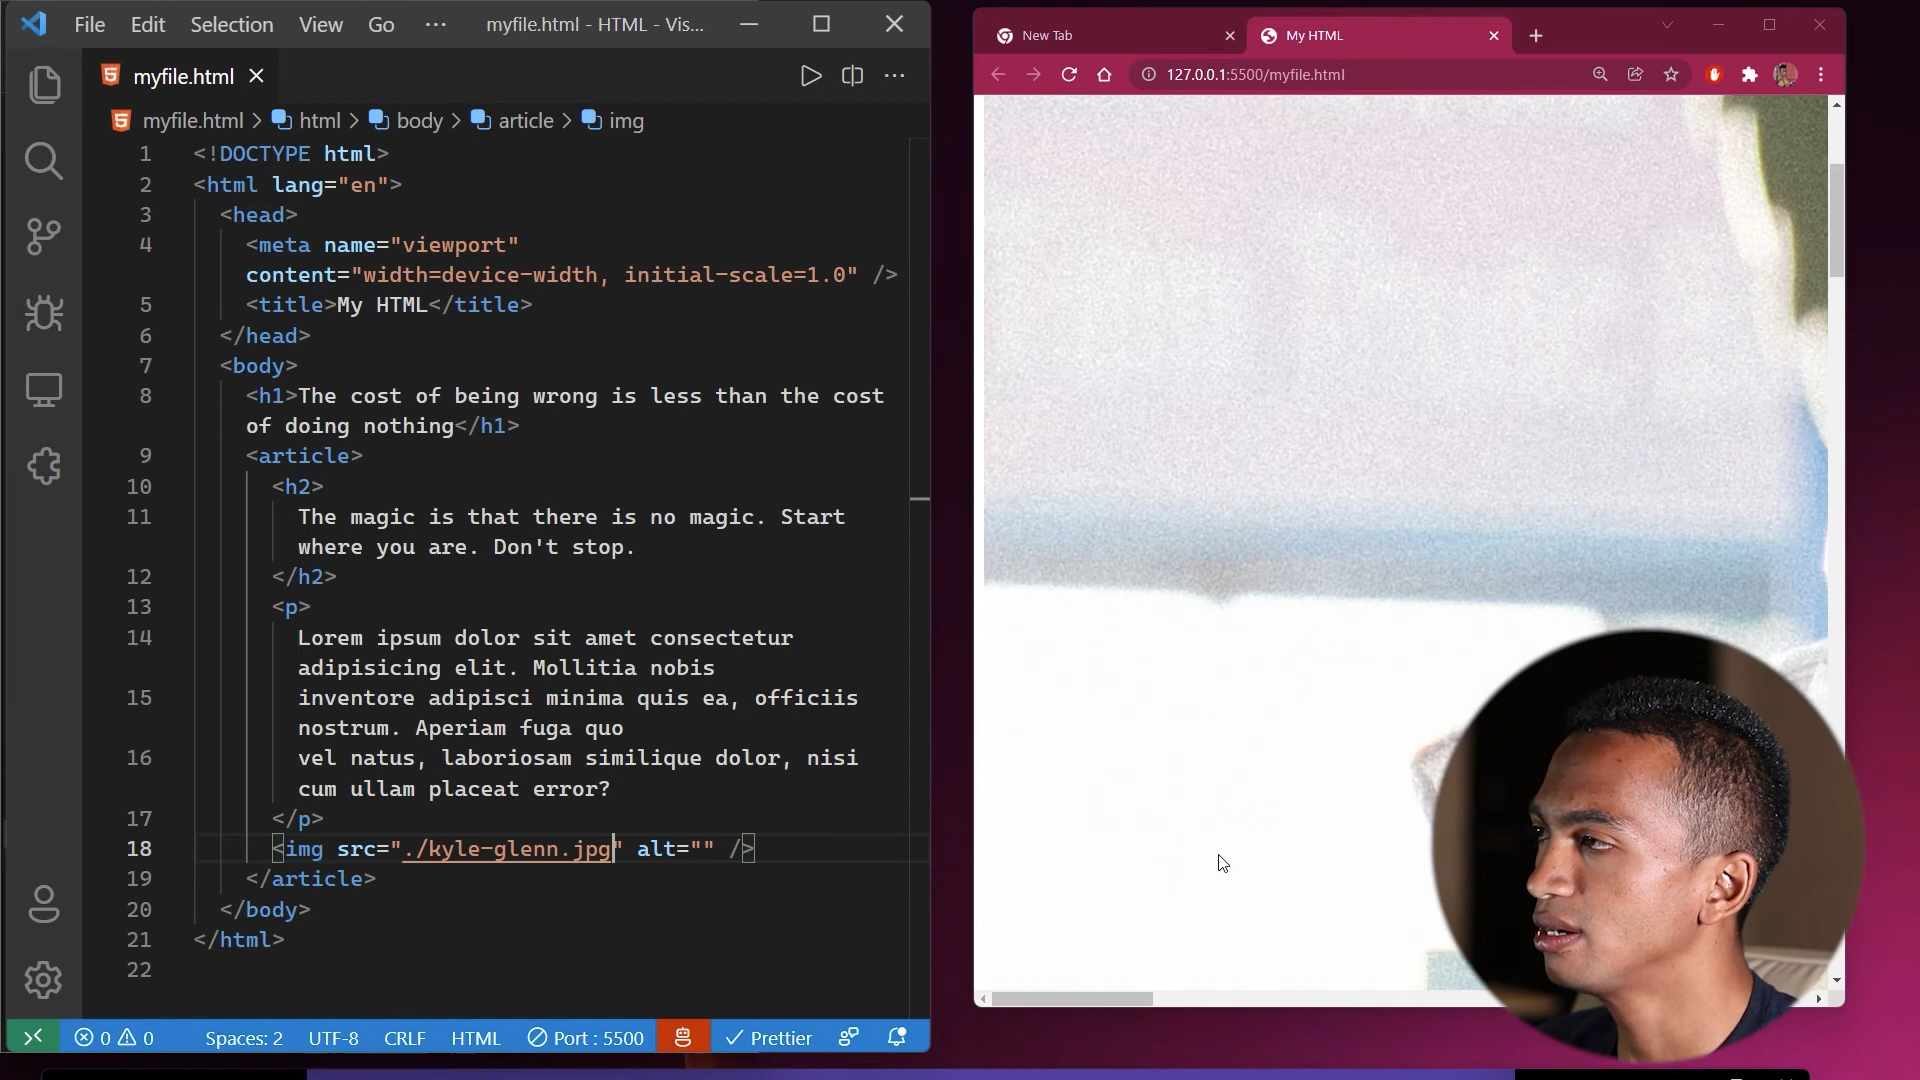 File Edit Selection View Go ··· myfile.html - HTML - Vis...
myfile.html
myfile.html > html > body > article > img
1 <!DOCTYPE html>
2 <html lang="en">
3 <head>
4 <meta name="viewport"
content="width=device-width, initial-scale=1.0" />
5 <title>My HTML</title>
6 </head>
7 <body>
8 <h1>The cost of being wrong is less than the cost
of doing nothing</h1>
9 <article>
10 <h2>
11 The magic is that there is no magic. Start
where you are. Don't stop.
12 </h2>
13 <p>
14 Lorem ipsum dolor sit amet consectetur
adipisicing elit. Mollitia nobis
15 inventore adipisci minima quis ea, officiis
nostrum. Aperiam fuga quo
16 vel natus, laboriosam similique dolor, nisi
cum ullam placeat error?
17 </p>
18 <img src="./kyle-glenn.jpg" alt="" />
19 </article>
20 </body>
21 </html>
22
0 0 Spaces: 2 UTF-8 CRLF HTML Port : 5500 Prettier
New Tab My HTML
127.0.0.1:5500/myfile.html